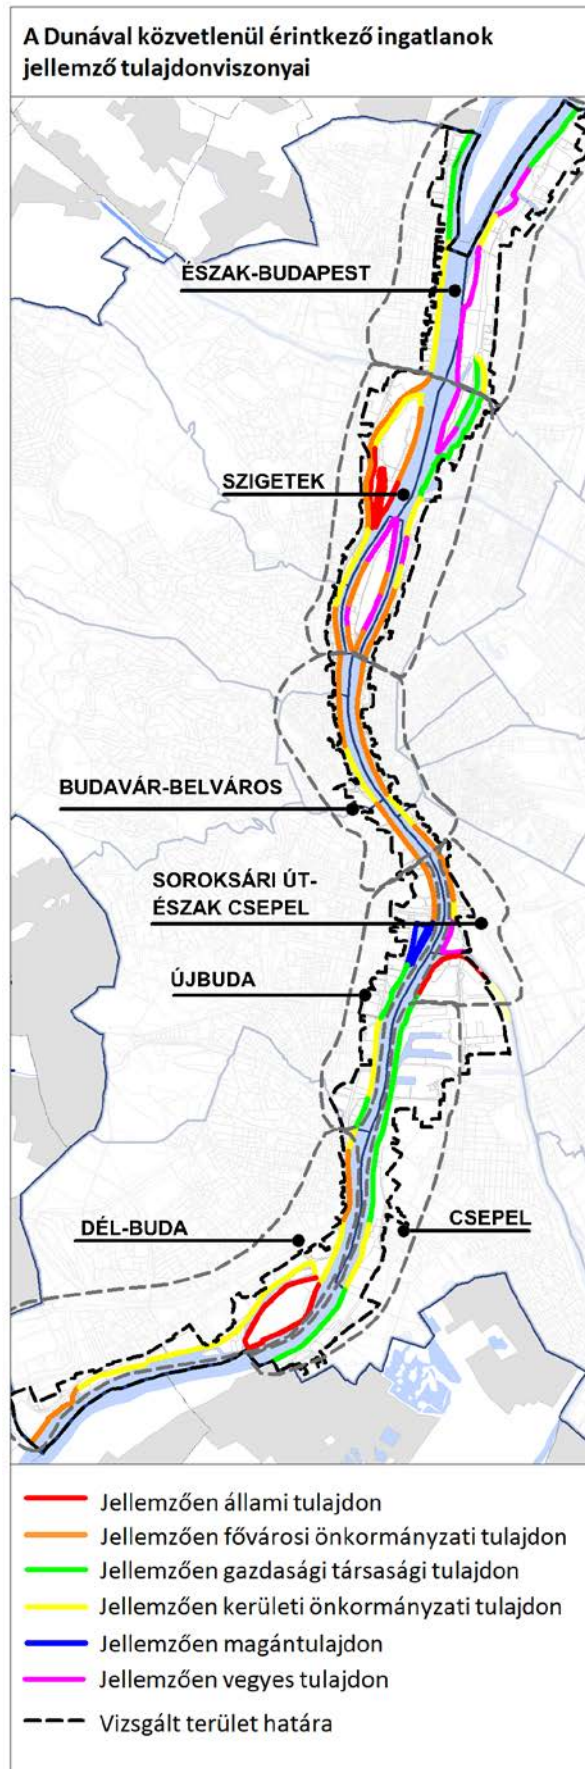 A Dunával közvetlenül érintkező ingatlanok
jellemző tulajdonviszonyai
ÉSZAK-BUDAPEST
SZIGETEK
BUDAVÁR-BELVÁROS
SOROKSÁRI ÚT-
ÉSZAK CSEPEL
ÚJBUDA
DÉL-BUDA
CSEPEL
Jellemzően állami tulajdon
Jellemzően fővárosi önkormányzati tulajdon
Jellemzően gazdasági társasági tulajdon
Jellemzően kerületi önkormányzati tulajdon
Jellemzően magántulajdon
Jellemzően vegyes tulajdon
Vizsgált terület határa